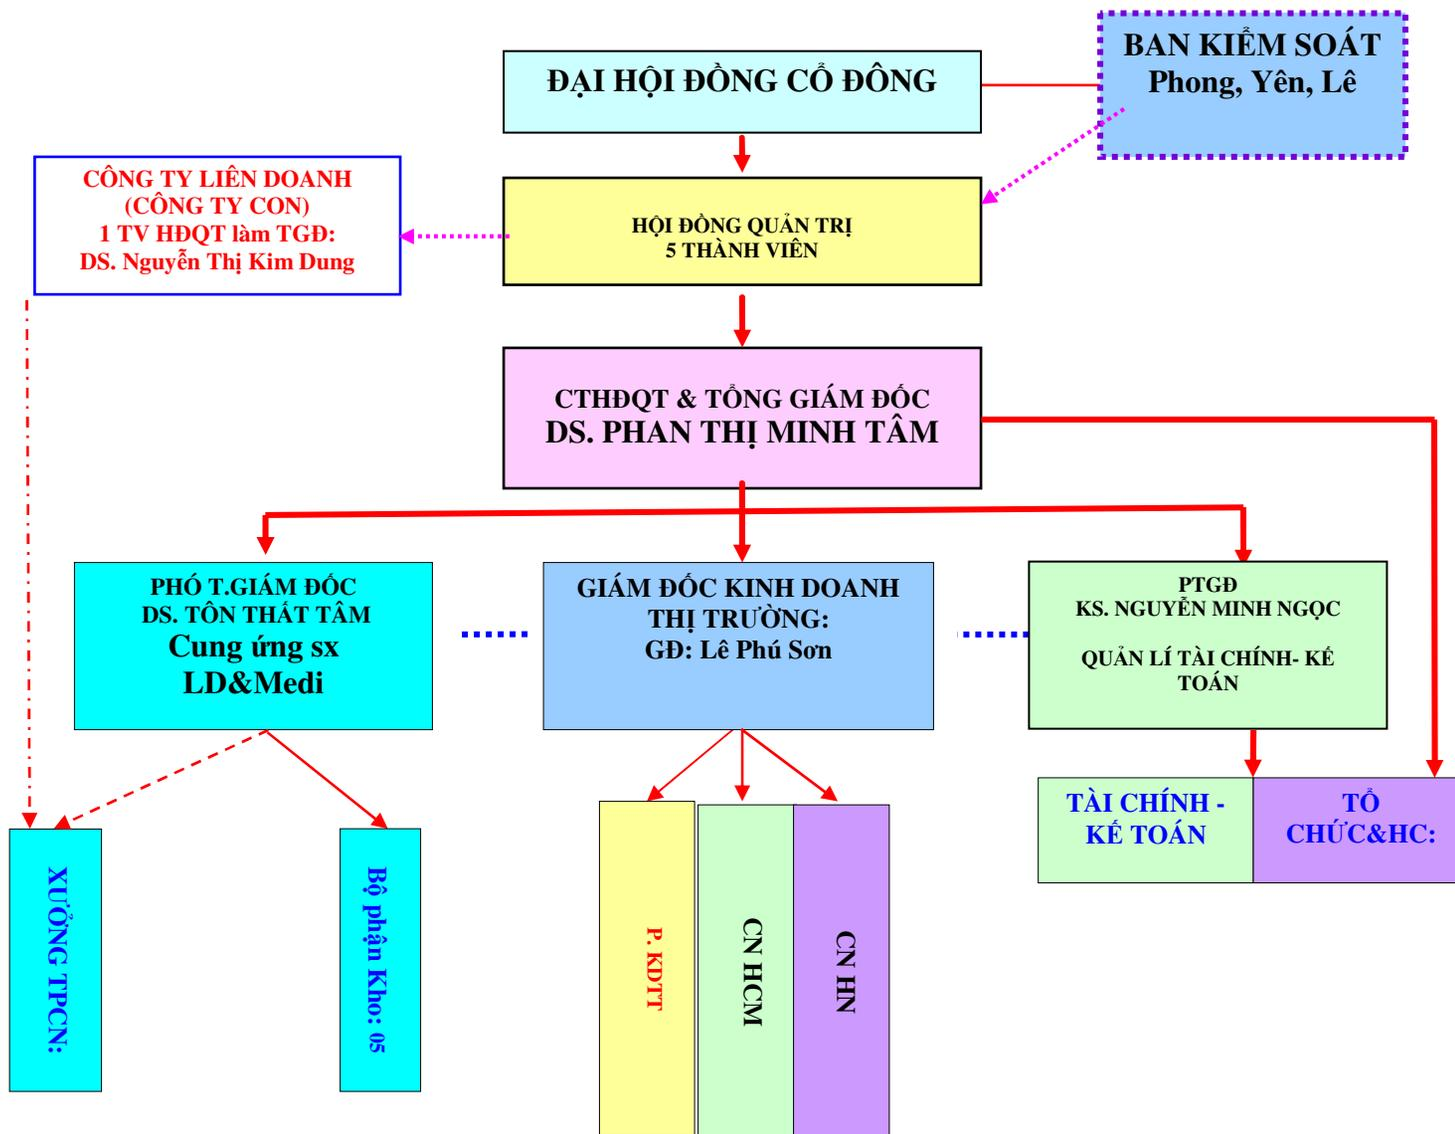 BAN KIỂM SOÁT
Phong, Yên, Lê
ĐẠI HỘI ĐỒNG CỔ ĐÔNG
CÔNG TY LIÊN DOANH
(CÔNG TY CON)
1 TV HĐQT làm TGĐ:
DS. Nguyễn Thị Kim Dung
HỘI ĐỒNG QUẢN TRỊ
5 THÀNH VIÊN
CTHĐQT & TỔNG GIÁM ĐỐC
DS. PHAN THỊ MINH TÂM
PHÓ T.GIÁM ĐỐC
DS. TÔN THẤT TÂM
Cung ứng sx
LD&Medi
GIÁM ĐỐC KINH DOANH
THỊ TRƯỜNG:
GĐ: Lê Phú Sơn
PTGĐ
KS. NGUYỄN MINH NGỌC
QUẢN LÍ TÀI CHÍNH- KẾ
TOÁN
TÀI CHÍNH -
KẾ TOÁN
TỔ
CHỨC&HC:
XƯỞNG TPCN:
Bộ phận Kho: 05
P. KDTT
CN HCM
CN HN